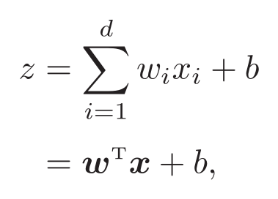 z = \sum_{i=1}^{d} w_i x_i + b
= \boldsymbol{w}^{\mathrm{T}} \boldsymbol{x} + b,